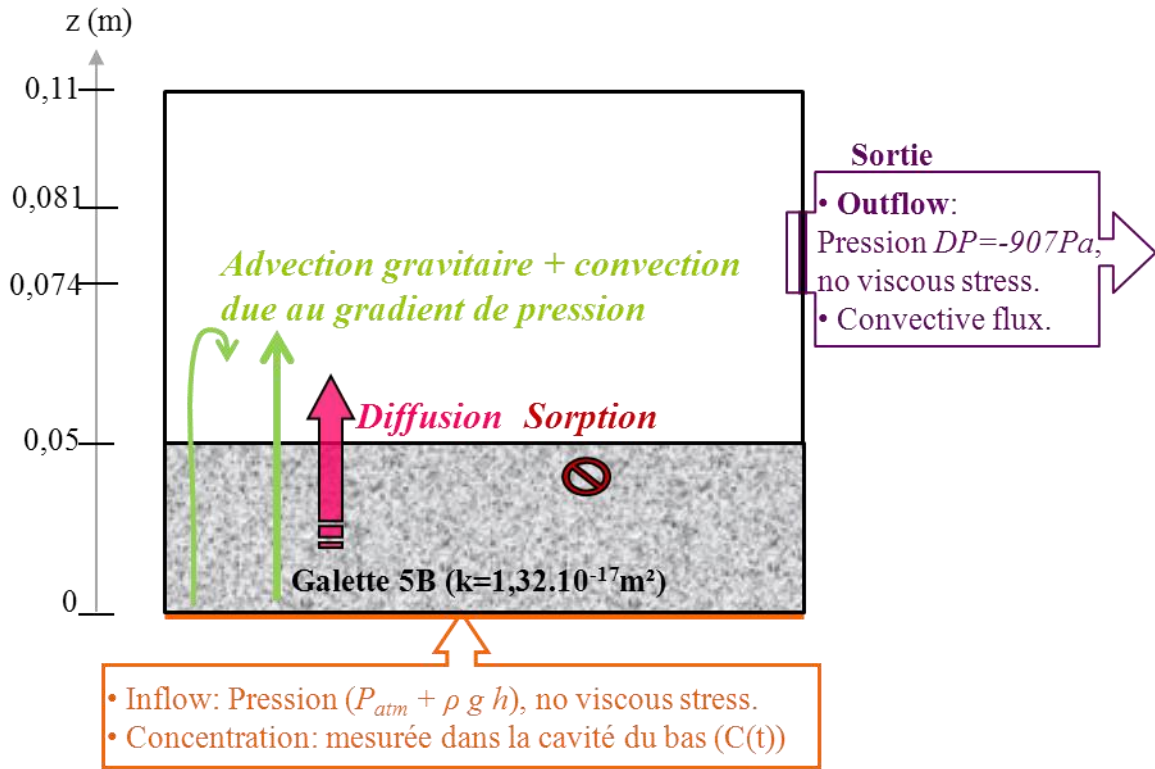 z (m)
0,11
0,081
0,074
0,05
0
Sortie
• Outflow:
Pression DP=-907Pa,
no viscous stress.
• Convective flux.
Advection gravitaire + convection
due au gradient de pression
Diffusion Sorption
Galette 5B (k=1,32.10⁻¹⁷m²)
• Inflow: Pression (Pₐₜₘ + ρ g h), no viscous stress.
• Concentration: mesurée dans la cavité du bas (C(t))